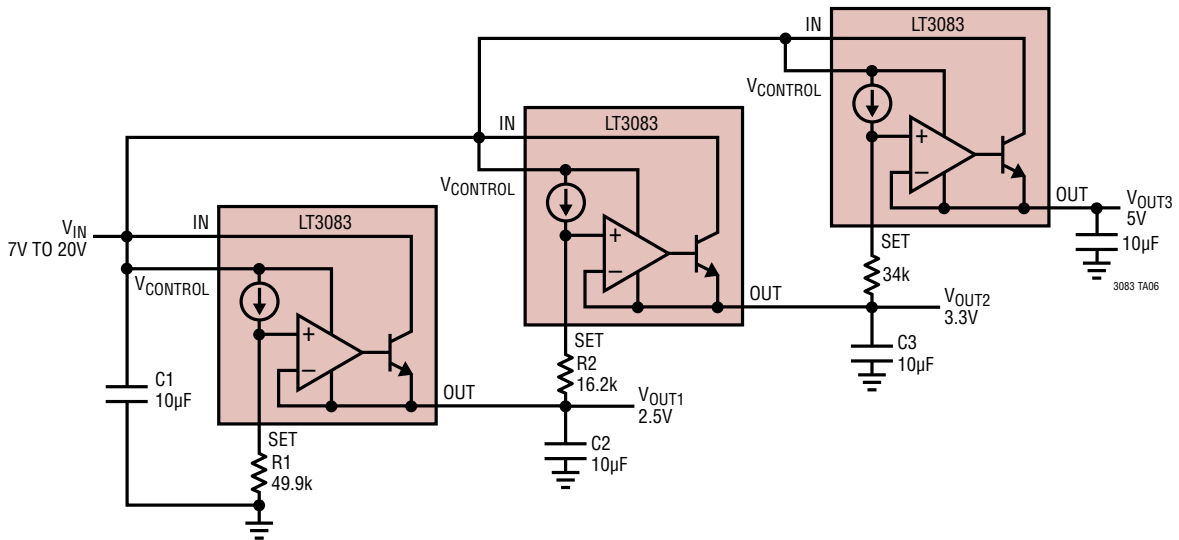 IN
LT3083
VCONTROL
OUT
VOUT3
5V
10µF
SET
34k
3083 TA06
IN
LT3083
VCONTROL
OUT
VOUT2
3.3V
C3
10µF
SET
R2
16.2k
VIN
7V TO 20V
IN
LT3083
VCONTROL
C1
10µF
OUT
VOUT1
2.5V
C2
10µF
SET
R1
49.9k